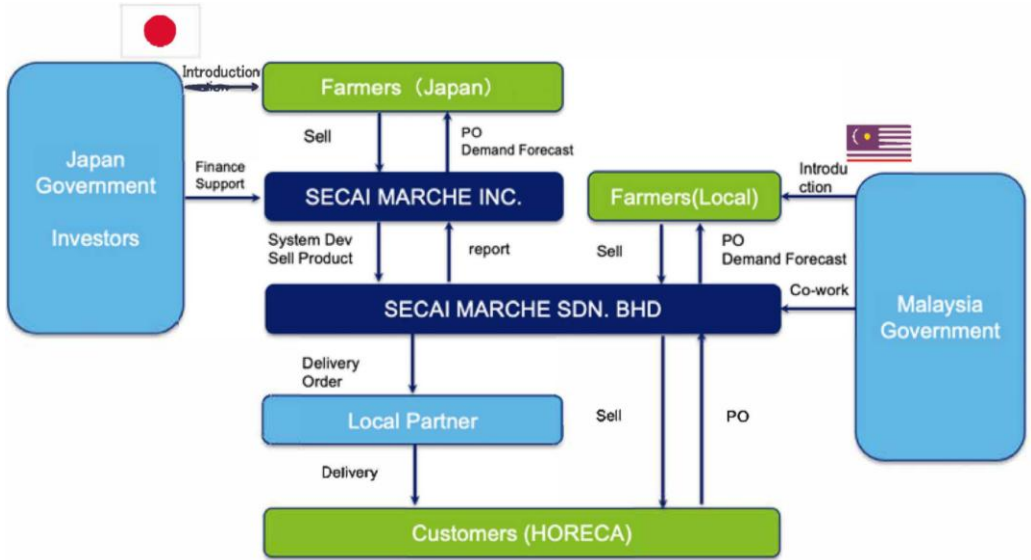 Introduction
Farmers（Japan）
Sell
PO
Demand Forecast
Japan
Government
Investors
Finance
Support
SECAI MARCHE INC.
Introdu
ction
Farmers(Local)
System Dev
Sell Product
report
Sell
PO
Demand Forecast
Co-work
SECAI MARCHE SDN. BHD
Malaysia
Government
Delivery
Order
Local Partner
Sell
PO
Delivery
Customers (HORECA)